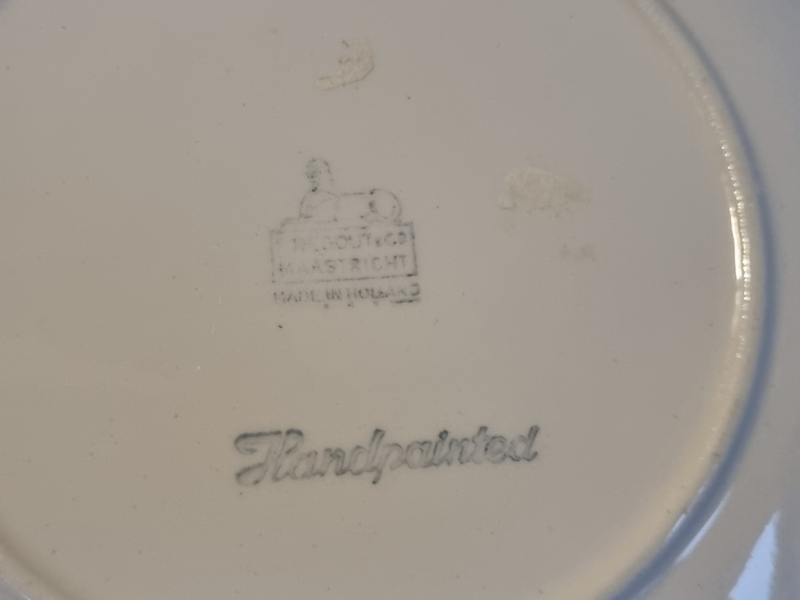 P. REGOUT & CO
MAASTRICHT
MADE IN HOLLAND
Handpainted